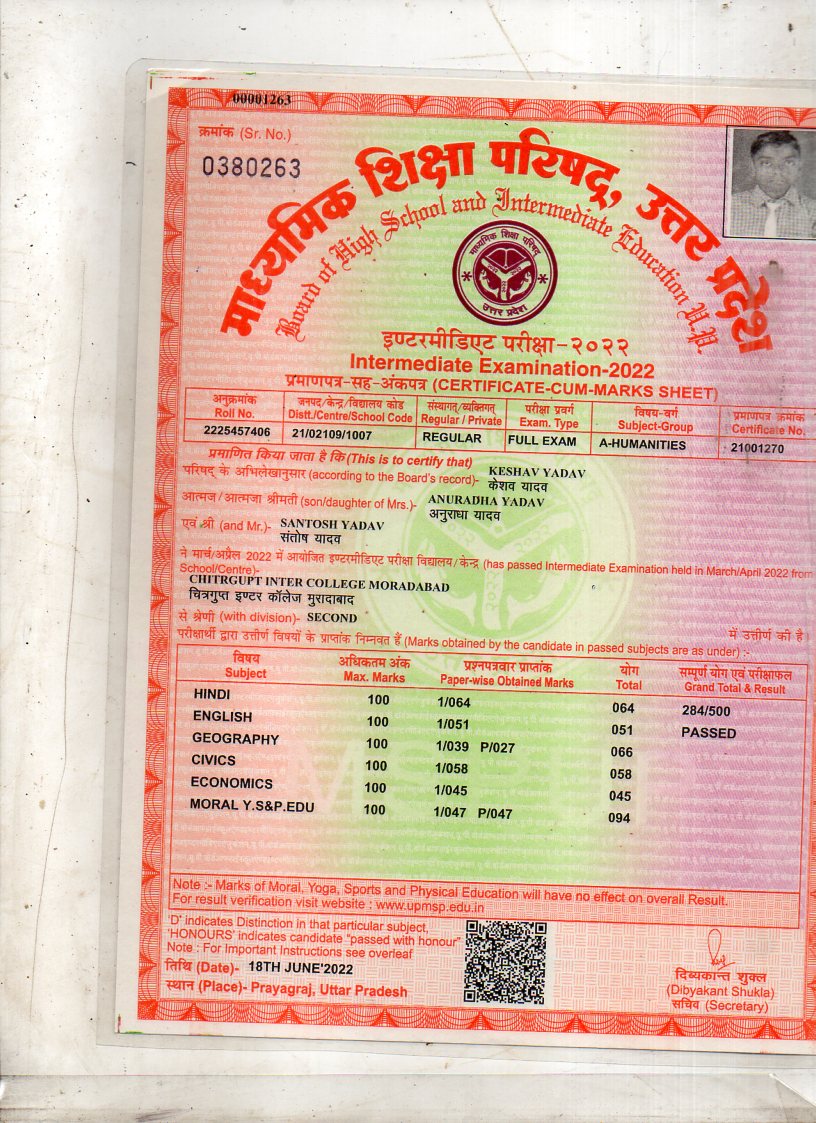 00001263
क्रमांक (Sr. No.)
0380263
माध्यमिक शिक्षा परिषद्, उत्तर प्रदेश
Board of High School and Intermediate Education U.P.
माध्यमिक शिक्षा परिषद्
उत्तर प्रदेश
इण्टरमीडिएट परीक्षा-२०२२
Intermediate Examination-2022
प्रमाणपत्र-सह-अंकपत्र (CERTIFICATE-CUM-MARKS SHEET)
अनुक्रमांक जनपद/केन्द्र/विद्यालय कोड संस्थागत/व्यक्तिगत परीक्षा प्रवर्ग विषय-वर्ग प्रमाणपत्र क्रमांक
Roll No. Distt./Centre/School Code Regular / Private Exam. Type Subject-Group Certificate No.
2225457406 21/02109/1007 REGULAR FULL EXAM A-HUMANITIES 21001270
प्रमाणित किया जाता है कि (This is to certify that)
परिषद् के अभिलेखानुसार (according to the Board's record)- KESHAV YADAV
केशव यादव
आत्मज/आत्मजा श्रीमती (son/daughter of Mrs.)- ANURADHA YADAV
अनुराधा यादव
एवं श्री (and Mr.)- SANTOSH YADAV
संतोष यादव
ने मार्च/अप्रैल 2022 में आयोजित इण्टरमीडिएट परीक्षा विद्यालय/केन्द्र (has passed Intermediate Examination held in March/April 2022 from
School/Centre)-
CHITRGUPT INTER COLLEGE MORADABAD
चित्रगुप्त इण्टर कॉलेज मुरादाबाद
से श्रेणी (with division)- SECOND में उत्तीर्ण की है
परीक्षार्थी द्वारा उत्तीर्ण विषयों के प्राप्तांक निम्नवत हैं (Marks obtained by the candidate in passed subjects are as under) :-
विषय अधिकतम अंक प्रश्नपत्रवार प्राप्तांक योग सम्पूर्ण योग एवं परीक्षाफल
Subject Max. Marks Paper-wise Obtained Marks Total Grand Total & Result
HINDI 100 1/064 064 284/500
ENGLISH 100 1/051 051 PASSED
GEOGRAPHY 100 1/039 P/027 066
CIVICS 100 1/058 058
ECONOMICS 100 1/045 045
MORAL Y.S&P.EDU 100 1/047 P/047 094
Note :- Marks of Moral, Yoga, Sports and Physical Education will have no effect on overall Result.
For result verification visit website : www.upmsp.edu.in
'D' indicates Distinction in that particular subject,
'HONOURS' indicates candidate "passed with honour"
Note : For Important Instructions see overleaf
तिथि (Date)- 18TH JUNE'2022
स्थान (Place)- Prayagraj, Uttar Pradesh
दिव्यकान्त शुक्ल
(Dibyakant Shukla)
सचिव (Secretary)